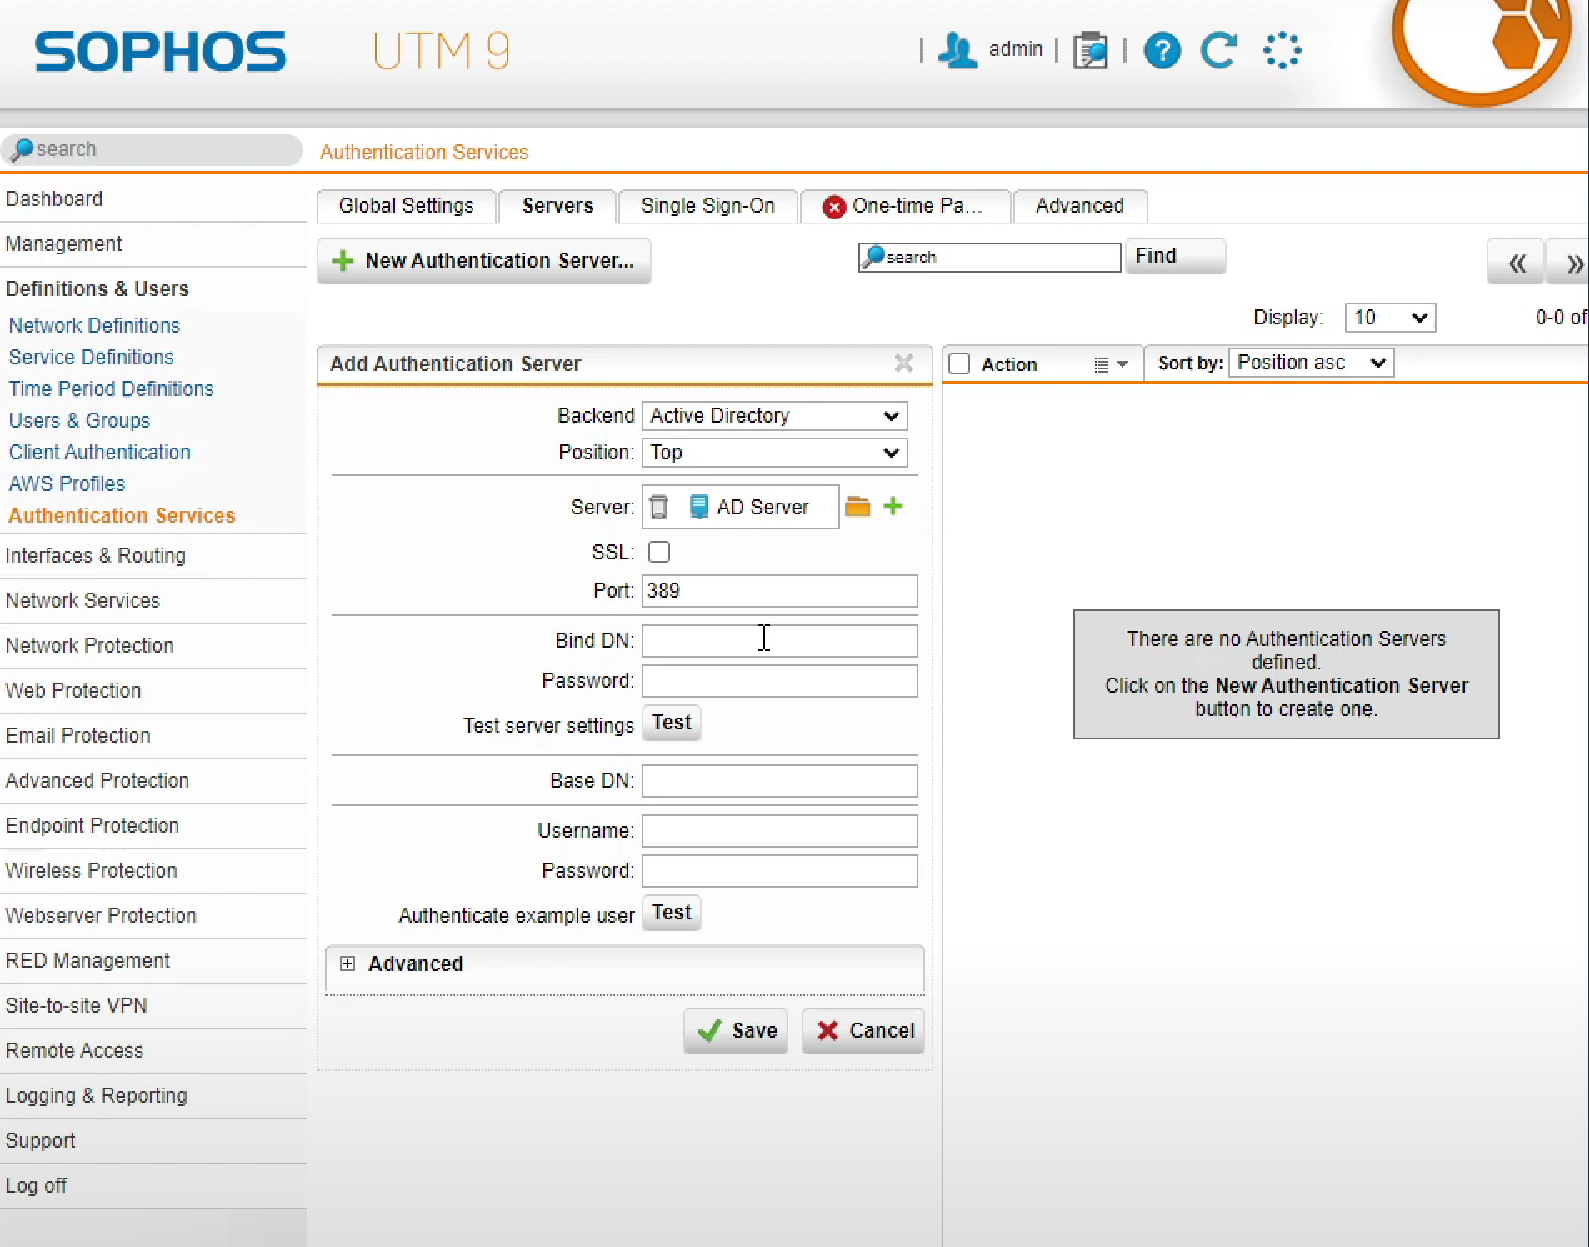 SOPHOS UTM 9
admin
search
Authentication Services
Dashboard
Management
Definitions & Users
Network Definitions
Service Definitions
Time Period Definitions
Users & Groups
Client Authentication
AWS Profiles
Authentication Services
Interfaces & Routing
Network Services
Network Protection
Web Protection
Email Protection
Advanced Protection
Endpoint Protection
Wireless Protection
Webserver Protection
RED Management
Site-to-site VPN
Remote Access
Logging & Reporting
Support
Log off
Global Settings Servers Single Sign-On One-time Pa... Advanced
New Authentication Server... search Find « »
Display: 10 0-0 of
Add Authentication Server
Backend Active Directory
Position: Top
Server: AD Server
SSL:
Port: 389
Bind DN:
Password:
Test server settings Test
Base DN:
Username:
Password:
Authenticate example user Test
Advanced
Save Cancel
Action Sort by: Position asc
There are no Authentication Servers
defined.
Click on the New Authentication Server
button to create one.